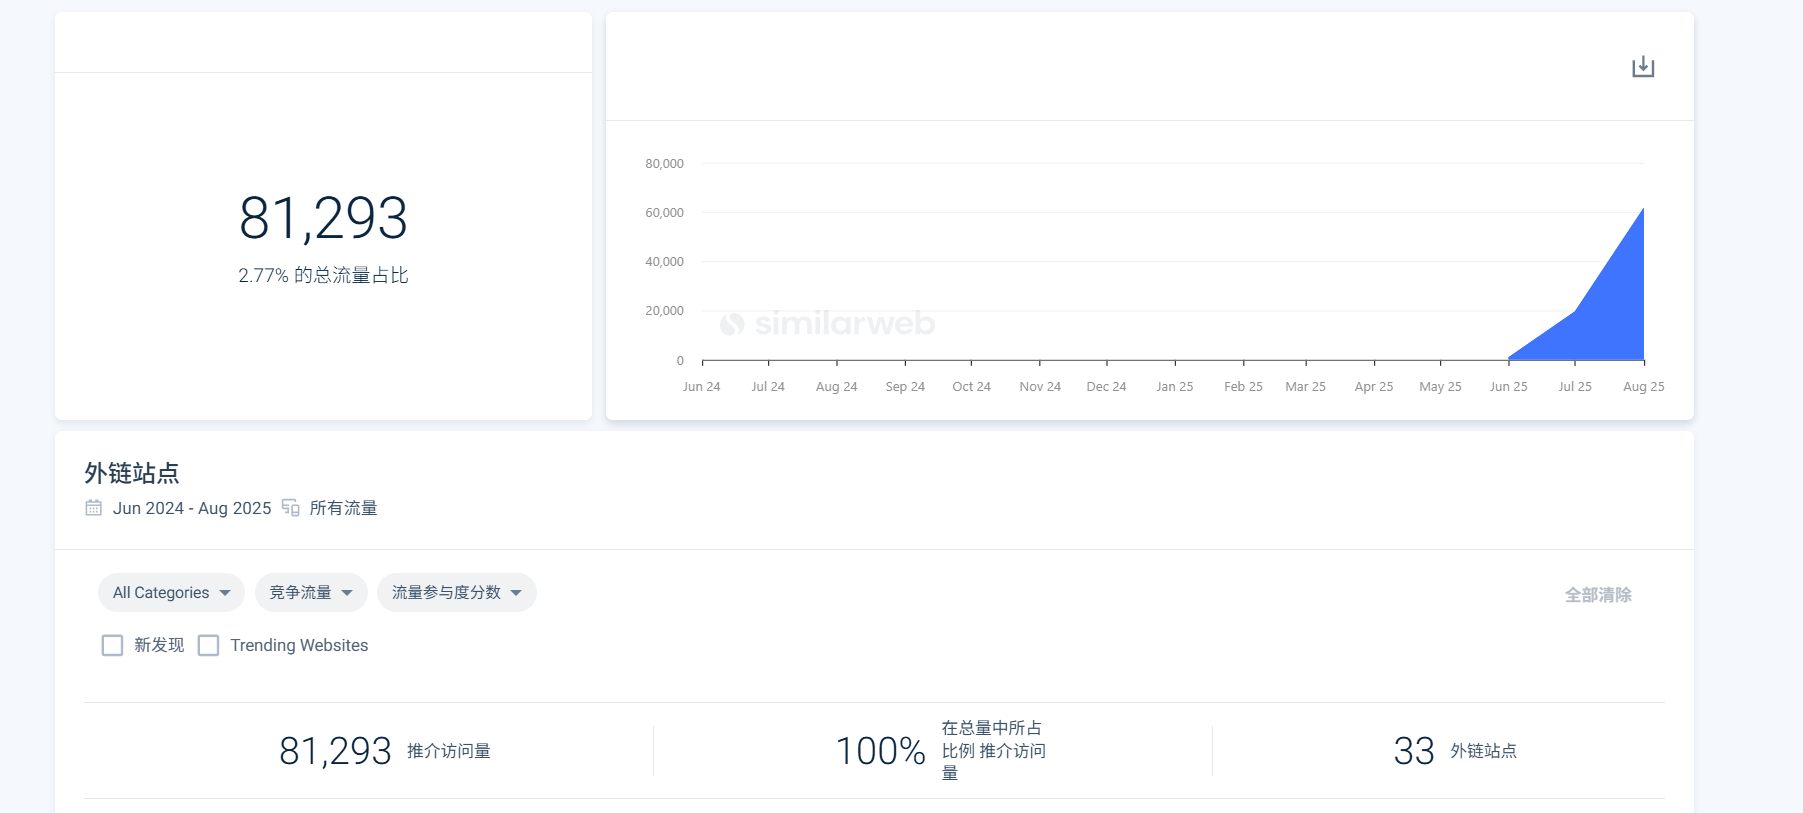 81,293
2.77% 的总流量占比
80,000
60,000
40,000
20,000
0
similarweb
Jun 24 Jul 24 Aug 24 Sep 24 Oct 24 Nov 24 Dec 24 Jan 25 Feb 25 Mar 25 Apr 25 May 25 Jun 25 Jul 25 Aug 25
外链站点
Jun 2024 - Aug 2025 所有流量
All Categories 竞争流量 流量参与度分数 全部清除
新发现 Trending Websites
81,293 推介访问量
100% 在总量中所占
比例 推介访问
量
33 外链站点